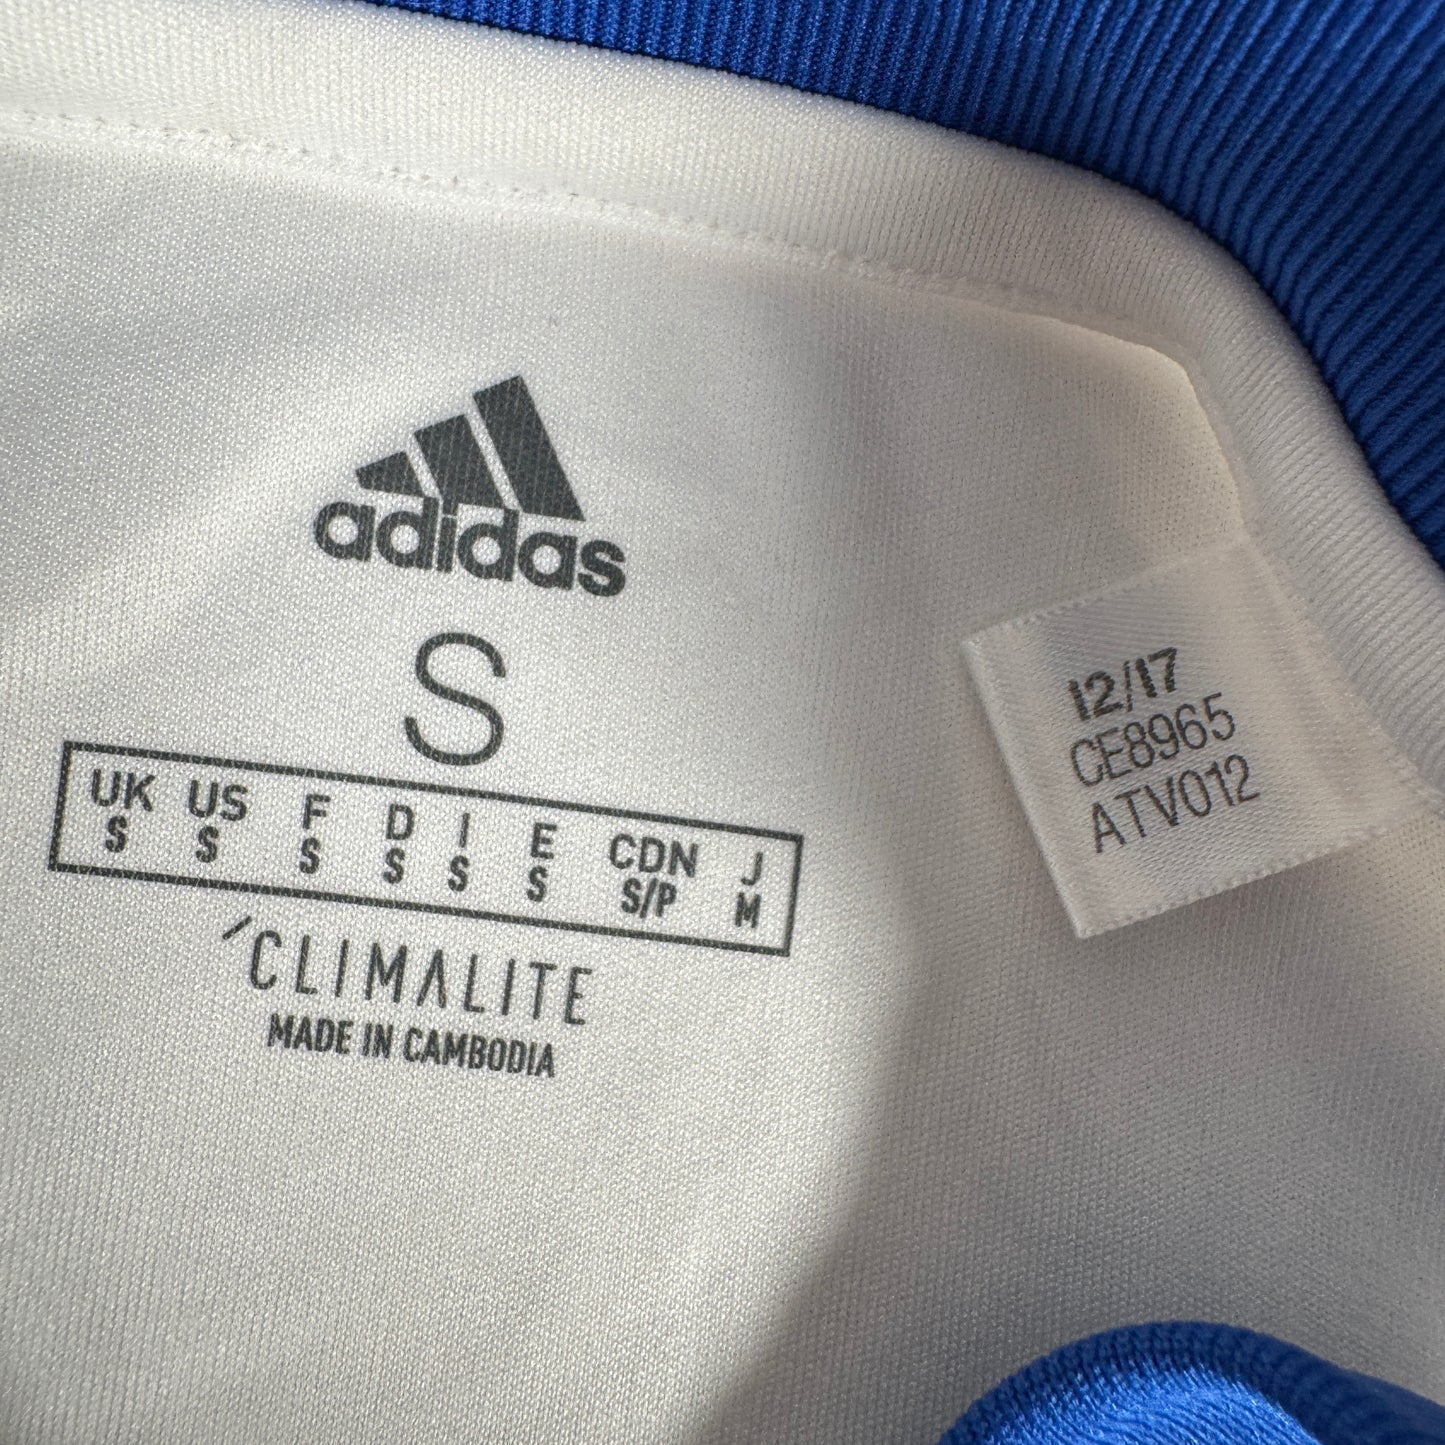 adidas
S
UK US F D I E CDN J
S S S S S S S/P M
CLIMALITE
MADE IN CAMBODIA
12/17
CE8965
ATV012